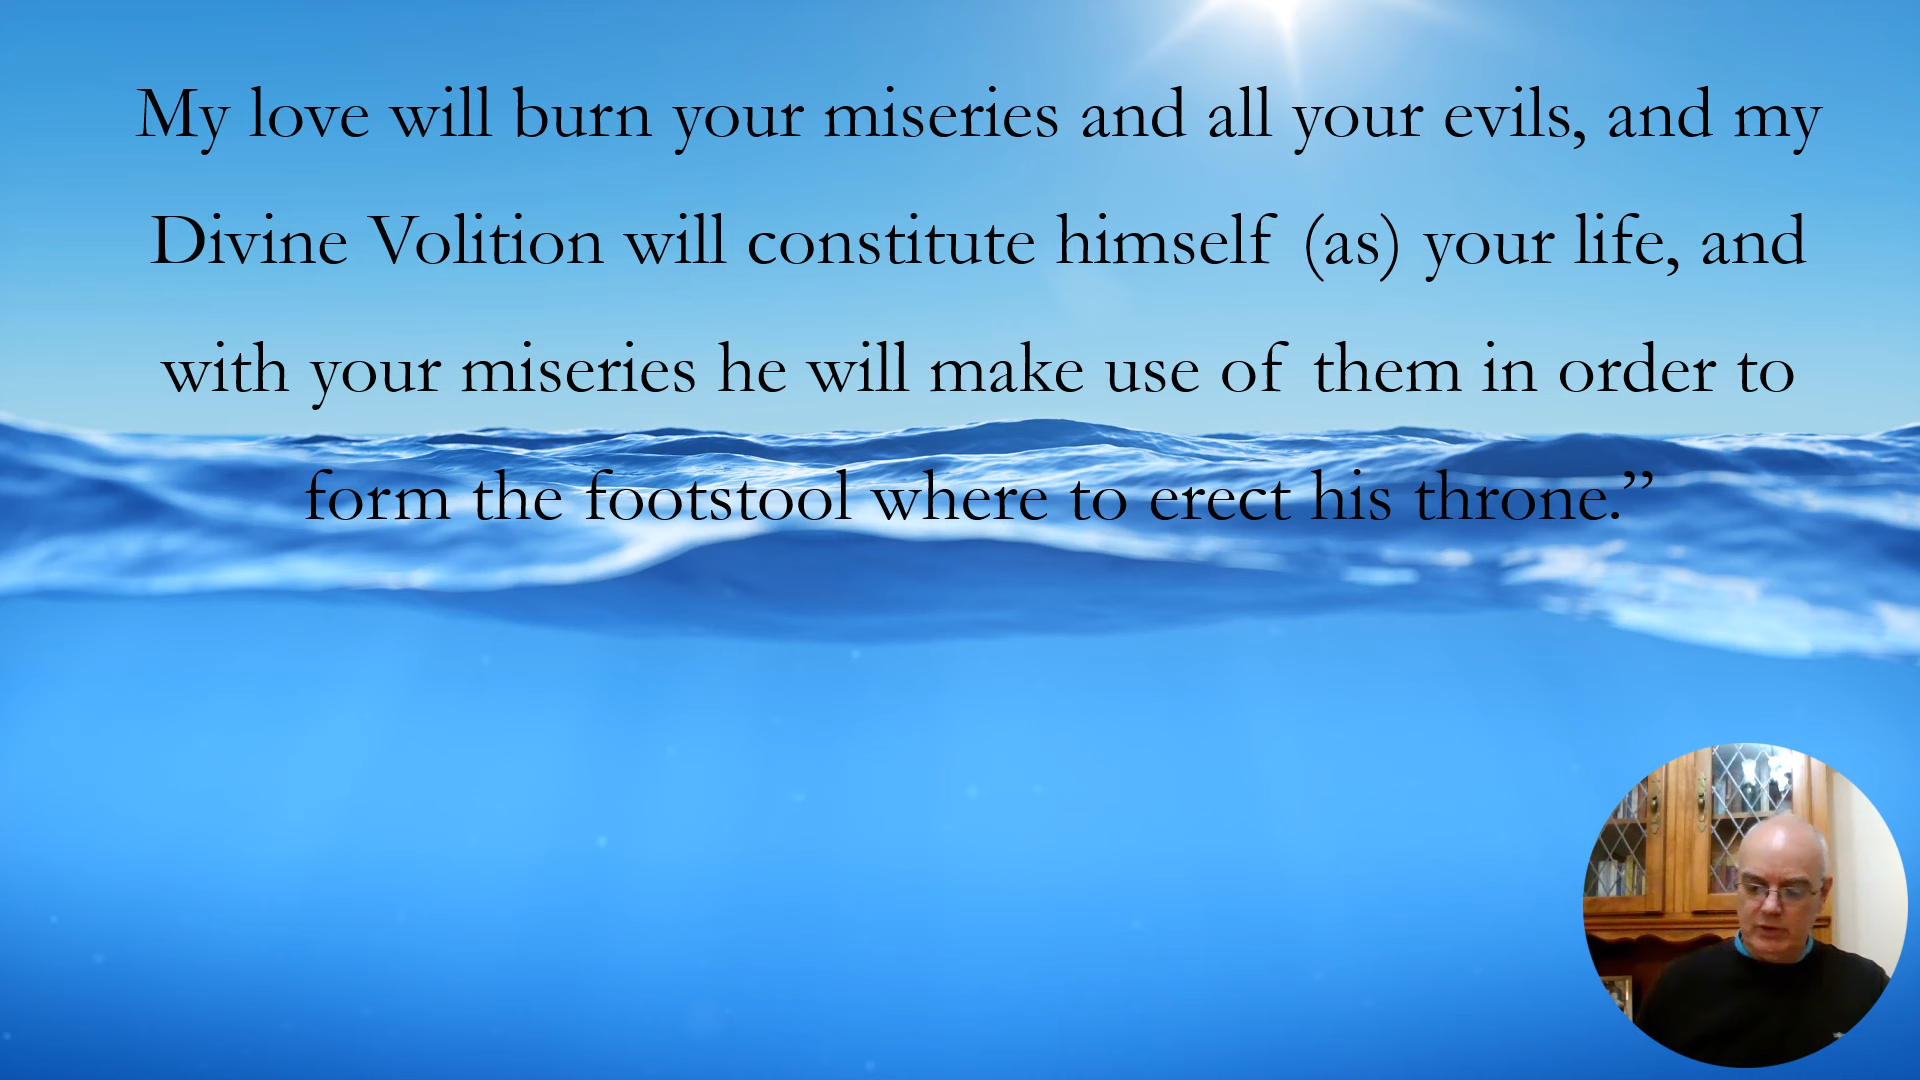 My love will burn your miseries and all your evils, and my
Divine Volition will constitute himself (as) your life, and
with your miseries he will make use of them in order to
form the footstool where to erect his throne.”